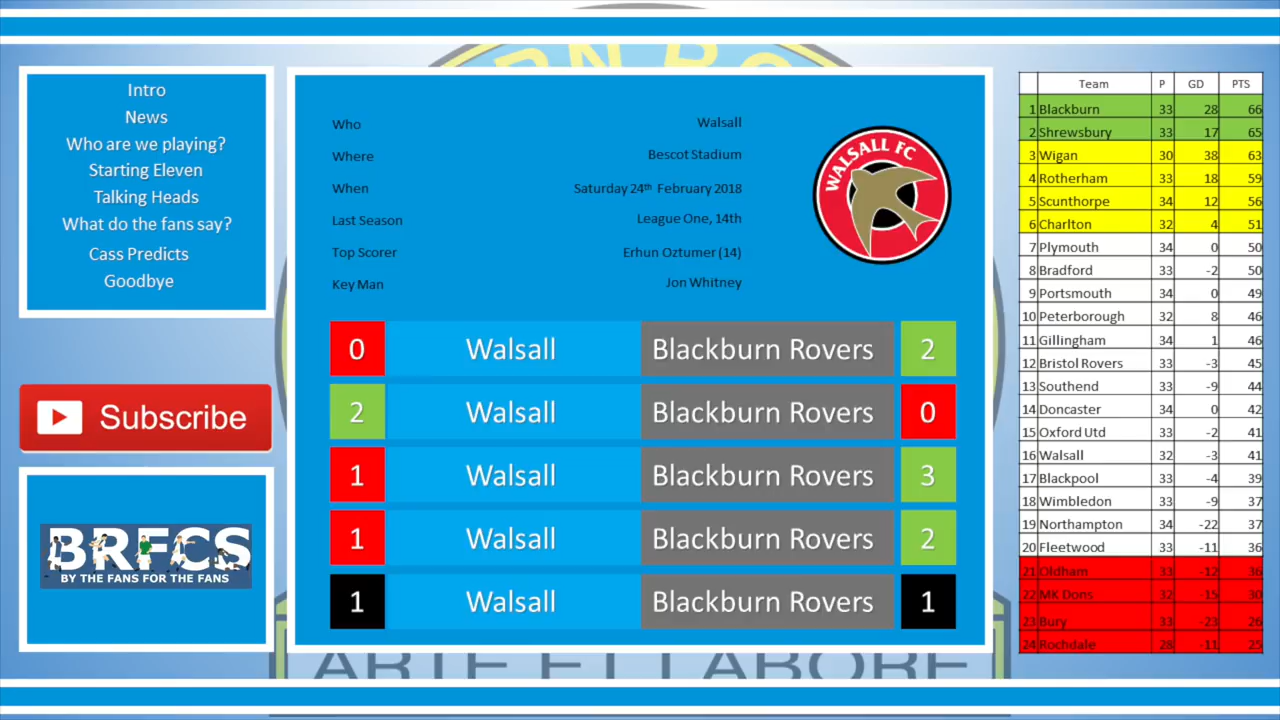 RN RO
Intro
News
Who are we playing?
Starting Eleven
Talking Heads
What do the fans say?
Cass Predicts
Goodbye
Subscribe
BRFCS
BY THE FANS FOR THE FANS
Who Walsall
Where Bescot Stadium
When Saturday 24th February 2018
Last Season League One, 14th
Top Scorer Erhun Oztumer (14)
Key Man Jon Whitney
WALSALL FC
0 Walsall Blackburn Rovers 2
2 Walsall Blackburn Rovers 0
1 Walsall Blackburn Rovers 3
1 Walsall Blackburn Rovers 2
1 Walsall Blackburn Rovers 1
ARTE ET LABORE
Team P GD PTS
1 Blackburn 33 28 66
2 Shrewsbury 33 17 65
3 Wigan 30 38 63
4 Rotherham 33 18 59
5 Scunthorpe 34 12 56
6 Charlton 32 4 51
7 Plymouth 34 0 50
8 Bradford 33 -2 50
9 Portsmouth 34 0 49
10 Peterborough 32 8 46
11 Gillingham 34 1 46
12 Bristol Rovers 33 -3 45
13 Southend 33 -9 44
14 Doncaster 34 0 42
15 Oxford Utd 33 -2 41
16 Walsall 32 -3 41
17 Blackpool 33 -4 39
18 Wimbledon 33 -9 37
19 Northampton 34 -22 37
20 Fleetwood 33 -11 36
21 Oldham 33 -12 36
22 MK Dons 32 -15 30
23 Bury 33 -23 26
24 Rochdale 28 -11 25